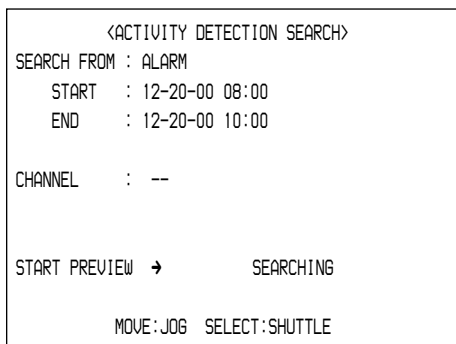 <ACTIVITY DETECTION SEARCH>
SEARCH FROM : ALARM
START : 12-20-00 08:00
END : 12-20-00 10:00
CHANNEL : --
START PREVIEW → SEARCHING
MOVE:JOG SELECT:SHUTTLE